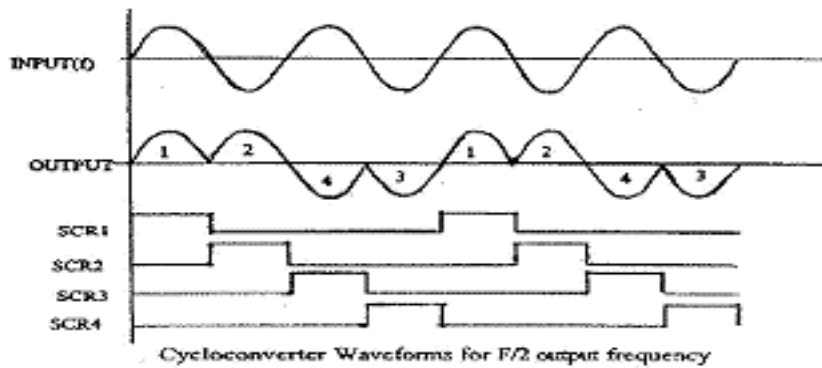 INPUT(f)
OUTPUT
1 2 4 3 1 2 4 3
SCR1
SCR2
SCR3
SCR4
Cycloconverter Waveforms for F/2 output frequency